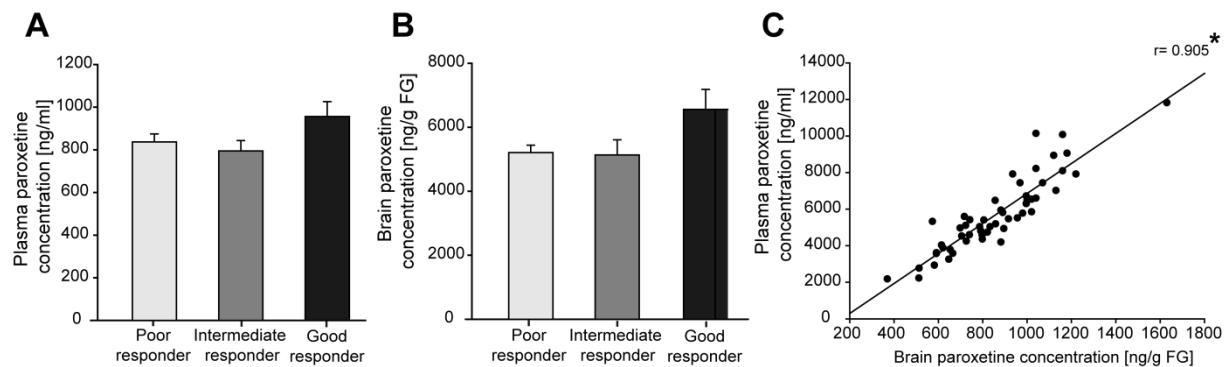 A
Plasma paroxetine
concentration [ng/ml]
1200
1000
800
600
400
200
0
Poor
responder
Intermediate
responder
Good
responder
B
Brain paroxetine
concentration [ng/g FG]
8000
6000
4000
2000
0
Poor
responder
Intermediate
responder
Good
responder
C
r= 0.905*
Plasma paroxetine
concentration [ng/ml]
14000
12000
10000
8000
6000
4000
2000
0
200 400 600 800 1000 1200 1400 1600 1800
Brain paroxetine concentration [ng/g FG]